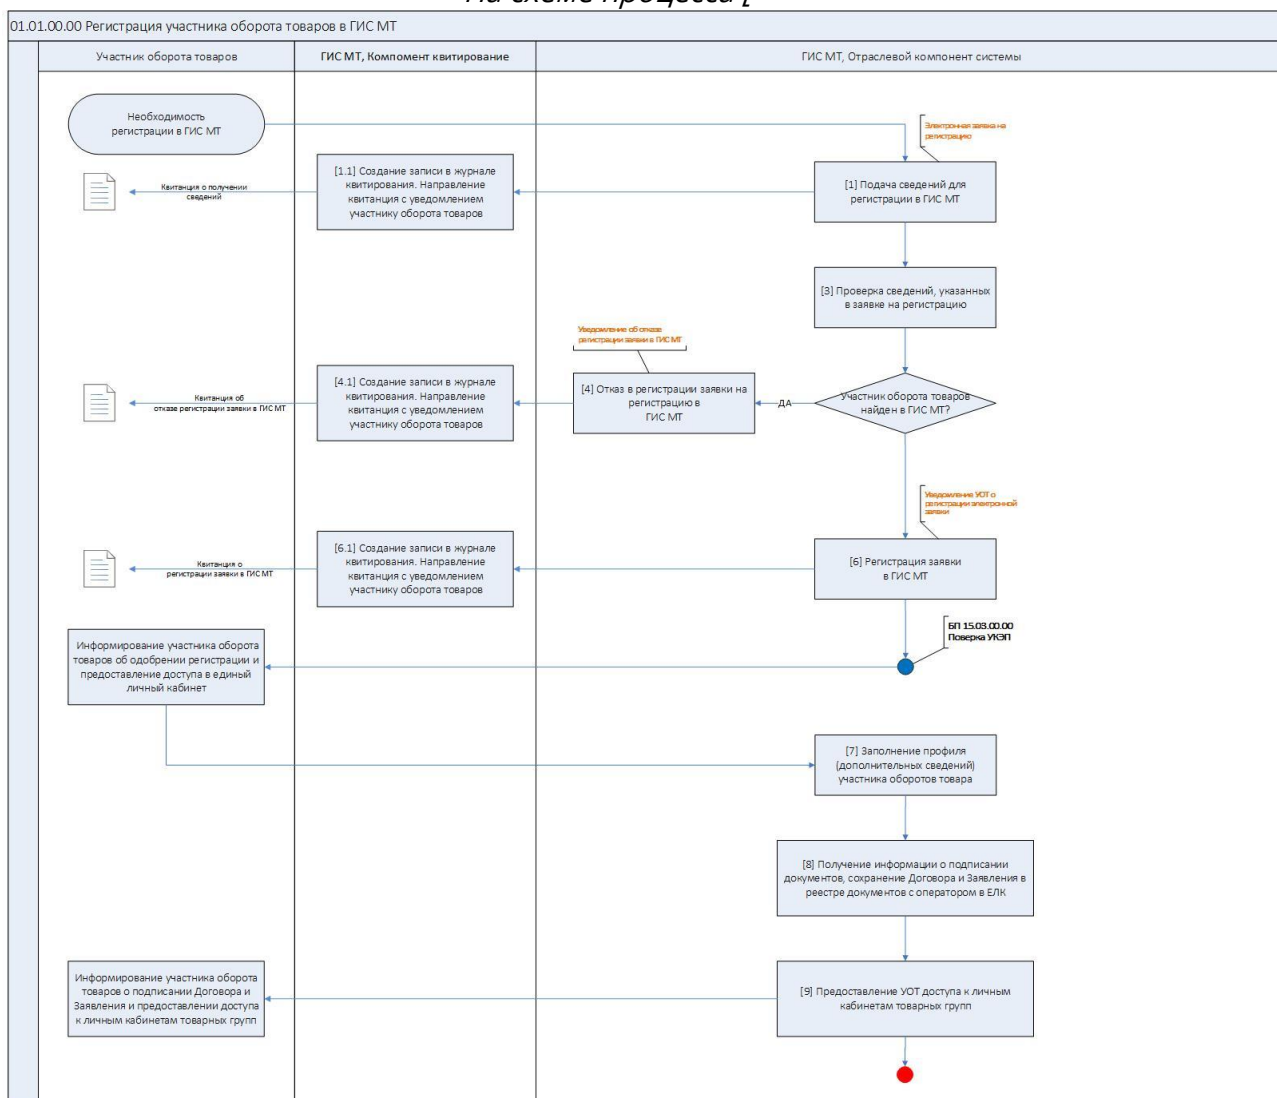 На схеме процесса [
01.01.00.00 Регистрация участника оборота товаров в ГИС МТ
Участник оборота товаров
ГИС МТ, Компомент квитирование
ГИС МТ, Отраслевой компонент системы
Необходимость
регистрации в ГИС МТ
Электронная заявка на
регистрацию
Квитанция о получении
сведений
[1.1] Создание записи в журнале
квитирования. Направление
квитанция с уведомлением
участнику оборота товаров
[1] Подача сведений для
регистрации в ГИС МТ
[3] Проверка сведений, указанных
в заявке на регистрацию
Уведомление об отказе
регистрации заявки в ГИС МТ
Квитанция об
отказе регистрации заявки в ГИС МТ
[4.1] Создание записи в журнале
квитирования. Направление
квитанция с уведомлением
участнику оборота товаров
[4] Отказ в регистрации заявки на
регистрацию в
ГИС МТ
ДА
Участник оборота товаров
найден в ГИС МТ?
Уведомления УОТ о
регистрации электронной
заявки
Квитанция о
регистрации заявки в ГИС МТ
[6.1] Создание записи в журнале
квитирования. Направление
квитанция с уведомлением
участнику оборота товаров
[6] Регистрация заявки
в ГИС МТ
БП 15.03.00.00
Поверка УКЭП
Информирование участника оборота
товаров об одобрении регистрации и
предоставление доступа в единый
личный кабинет
[7] Заполнение профиля
(дополнительных сведений)
участника оборотов товара
[8] Получение информации о подписании
документов, сохранение Договора и Заявления в
реестре документов с оператором в ЕЛК
Информирование участника оборота
товаров о подписании Договора и
Заявления и предоставлении доступа
к личным кабинетам товарных групп
[9] Предоставление УОТ доступа к личным
кабинетам товарных групп